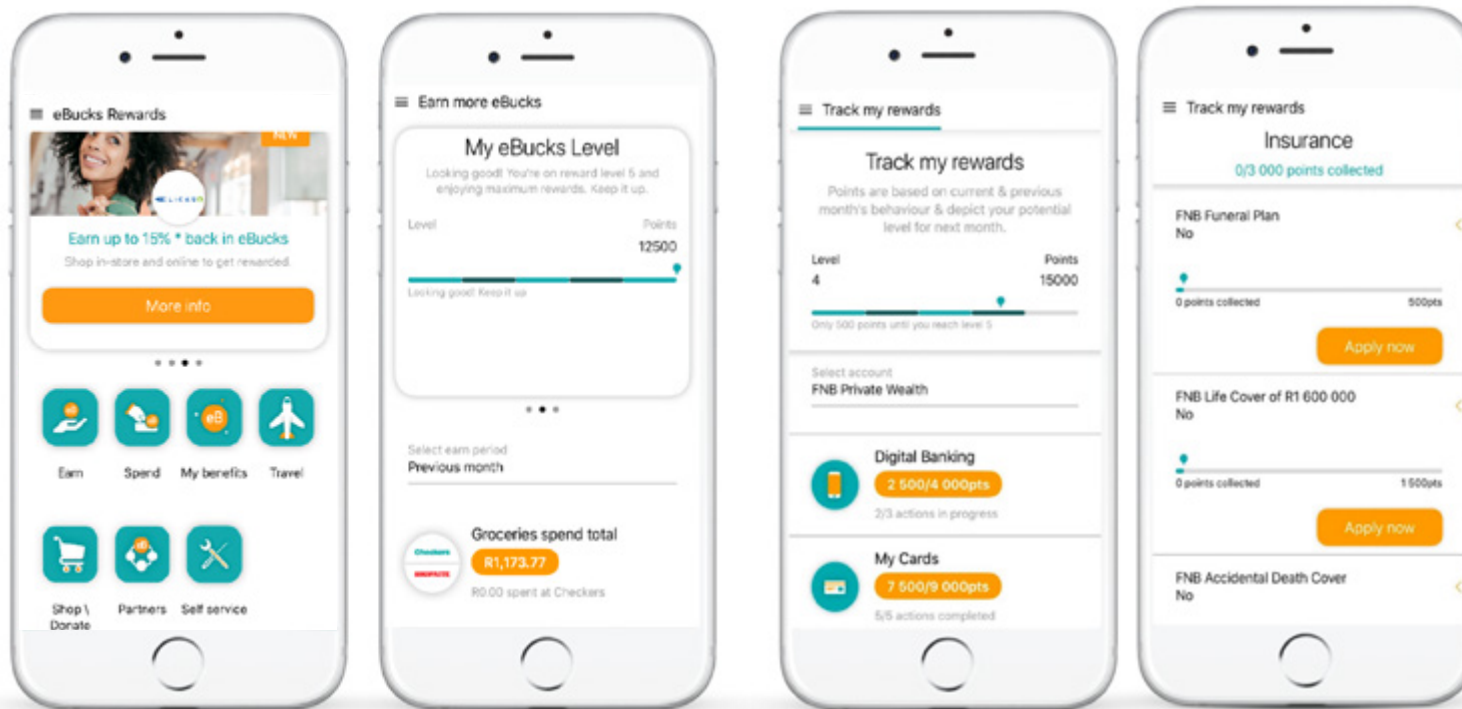 eBucks Rewards
NEW
CLICKS
Earn up to 15% * back in eBucks
Shop in-store and online to get rewarded.
More info
eB
Earn
Spend
My benefits
Travel
Shop \
Donate
Partners
Self service
Earn more eBucks
My eBucks Level
Looking good! You're on reward level 5 and
enjoying maximum rewards. Keep it up.
Level
Points
12500
Looking good! Keep it up
Select earn period
Previous month
Checkers
Groceries spend total
R1,173.77
R0.00 spent at Checkers
Track my rewards
Track my rewards
Points are based on current & previous
month's behaviour & depict your potential
level for next month.
Level
Points
4
15000
Only 500 points until you reach level 5
Select account
FNB Private Wealth
Digital Banking
2 500/4 000pts
2/3 actions in progress
My Cards
7 500/9 000pts
5/5 actions completed
Track my rewards
Insurance
0/3 000 points collected
FNB Funeral Plan
No
0 points collected
500pts
Apply now
FNB Life Cover of R1 600 000
No
0 points collected
1 500pts
Apply now
FNB Accidental Death Cover
No